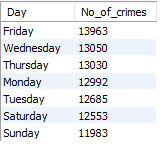 Day No_of_crimes
Friday 13963
Wednesday 13050
Thursday 13030
Monday 12992
Tuesday 12685
Saturday 12553
Sunday 11983